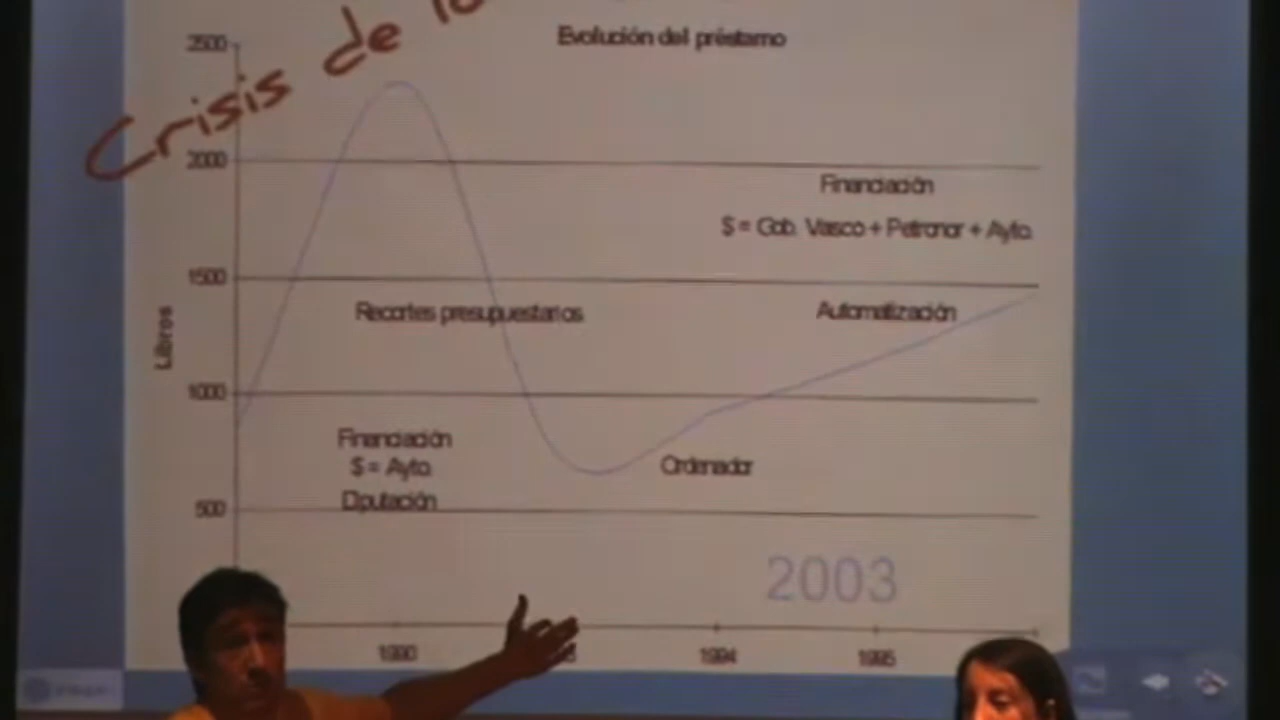 Crisis de
Evolución del préstamo
2500
2000
Financiación
$ = Gob. Vasco + Petronor + Ayto.
1500
Recortes presupuestarios
Automatización
Libros
1000
Financiación
$ = Ayto.
Diputación
Ordenador
500
2003
1990
1994
1995